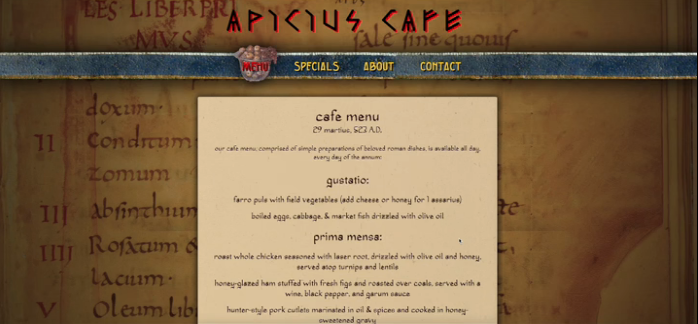 LES LIBERPRI
APICIUS CAFE
MVS
sale sine quouis
MENU
SPECIALS
ABOUT
CONTACT
doxum
II Conditum
zomum
III absinthium
IIII Rosatum &
lacium
V Oleum Lib
te
cafe menu
29 martius, 523 A.D.
our cafe menu, comprised of simple preparations of beloved roman dishes, is available all day,
every day of the annum:
gustatio:
farro puls with field vegetables (add cheese or honey for 1 assarius)
boiled eggs, cabbage, & market fish drizzled with olive oil
prima mensa:
roast whole chicken seasoned with laser root, drizzled with olive oil and honey,
served atop turnips and lentils
honey-glazed ham stuffed with fresh figs and roasted over coals, served with a
wine, black pepper, and garum sauce
hunter-style pork cutlets marinated in oil & spices and cooked in honey-
sweetened gravy